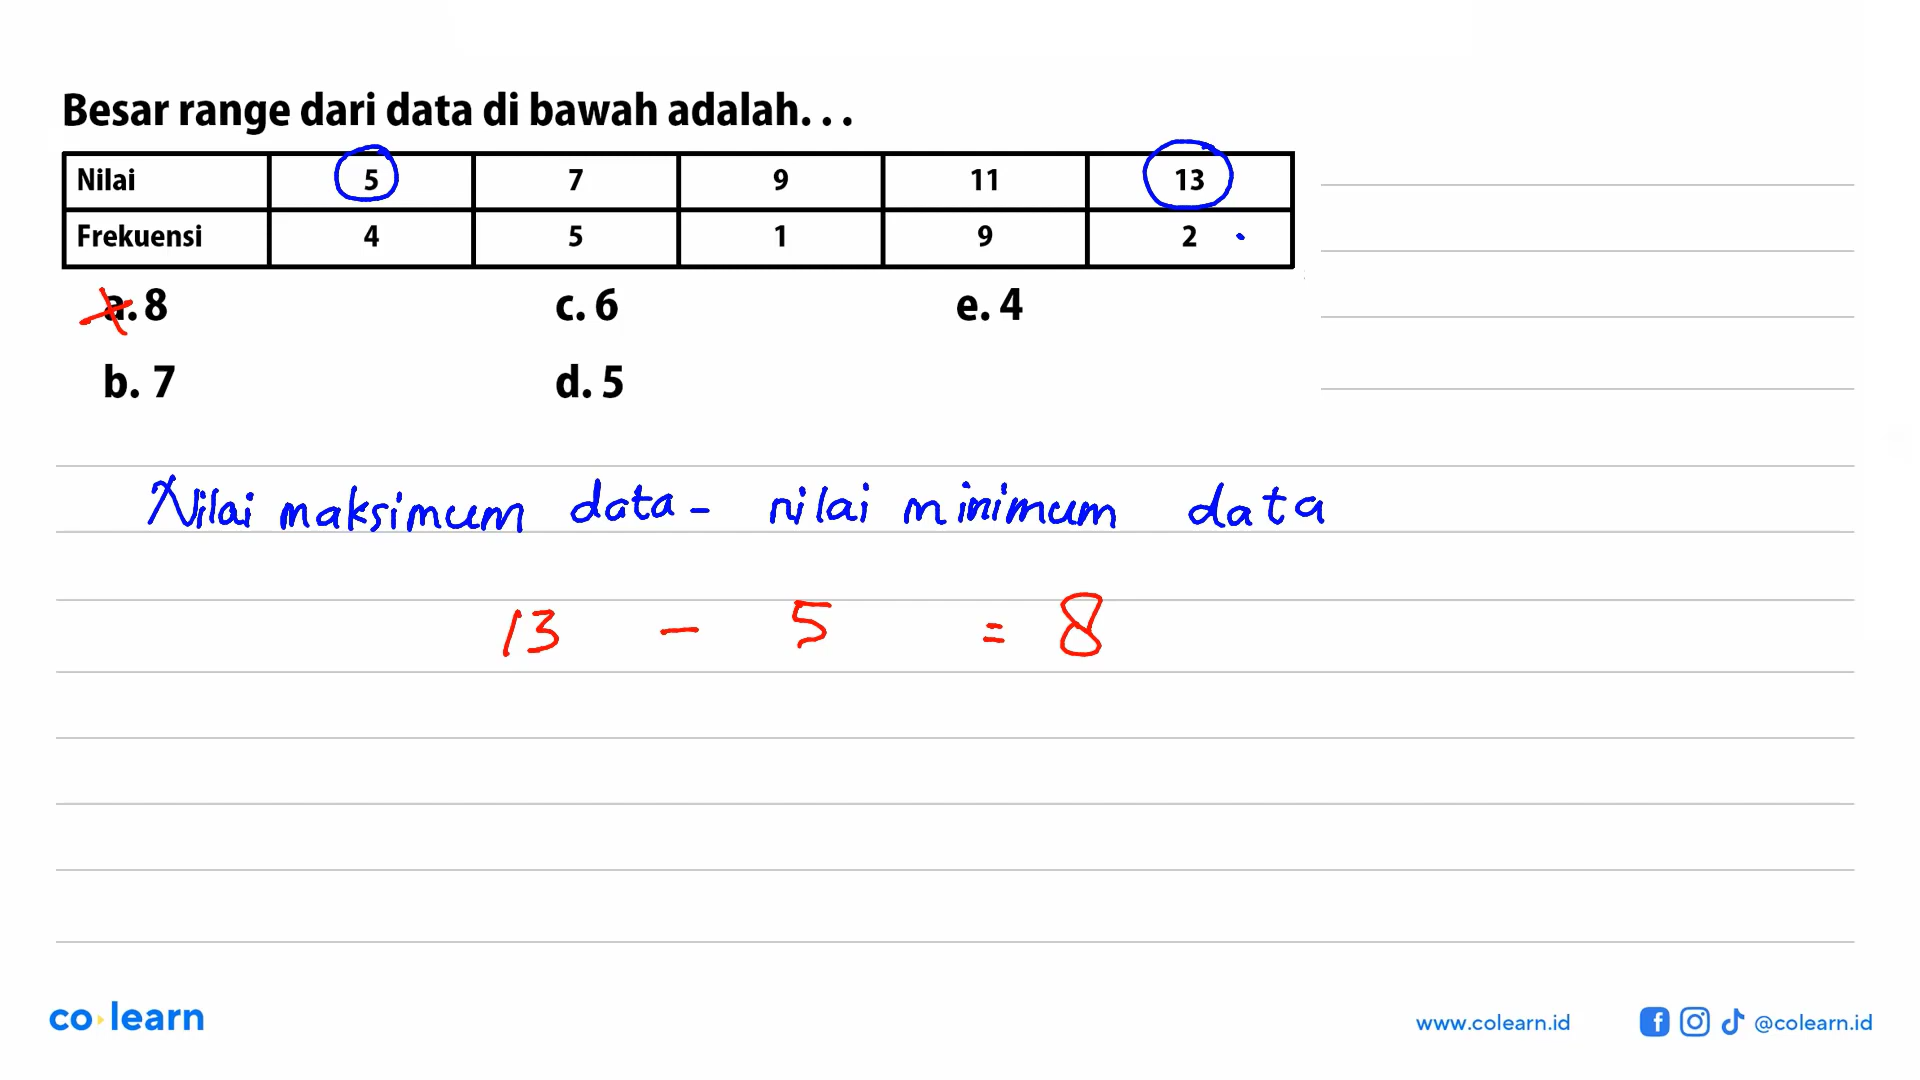 Besar range dari data di bawah adalah. . .
Nilai 5 7 9 11 13
Frekuensi 4 5 1 9 2
a. 8 c. 6 e. 4
b. 7 d. 5
Nilai maksimum data - nilai minimum data
13 - 5 = 8
co learn www.colearn.id @colearn.id